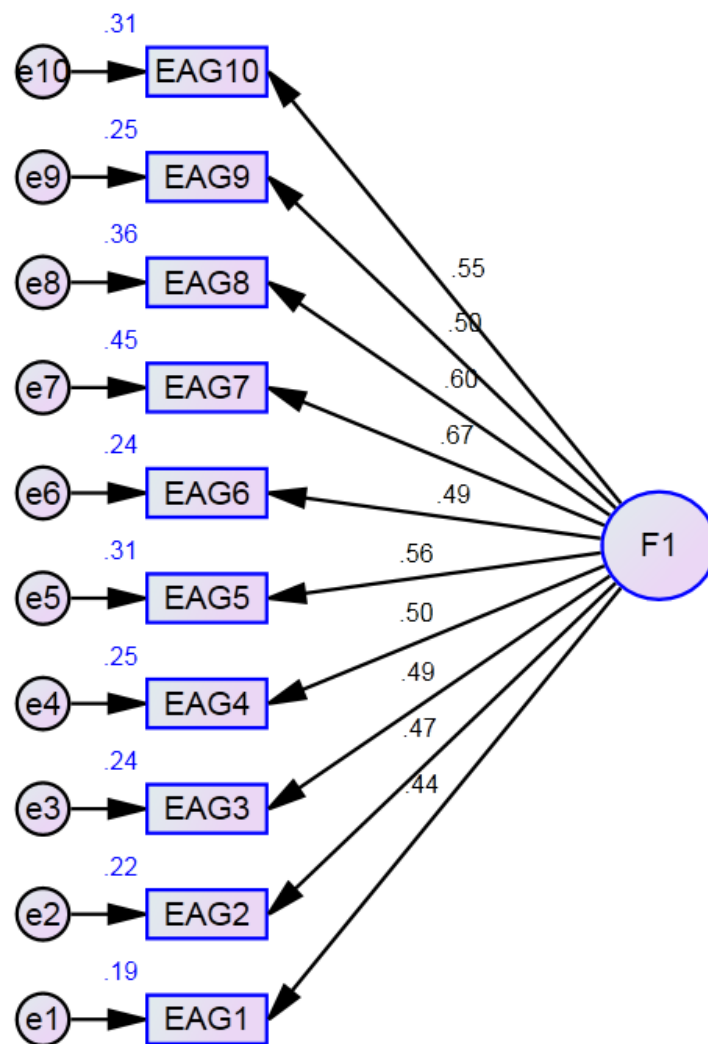 .31
e10 EAG10
.25
e9 EAG9
.55
.36
e8 EAG8
.50
.45
.60
e7 EAG7
.67
.24
e6 EAG6
.49
F1
.31
.56
e5 EAG5
.50
.25
.49
e4 EAG4
.47
.24
.44
e3 EAG3
.22
e2 EAG2
.19
e1 EAG1